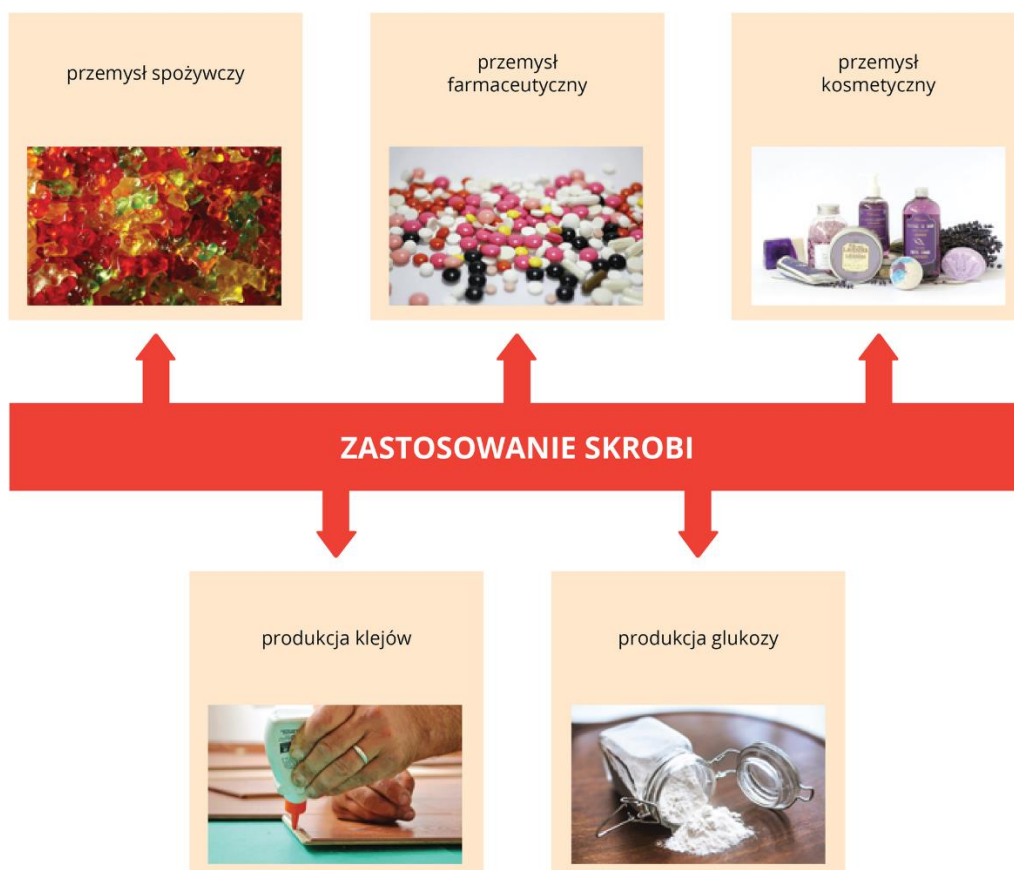 przemysł spożywczy
przemysł
farmaceutyczny
przemysł
kosmetyczny
ZASTOSOWANIE SKROBI
produkcja klejów
produkcja glukozy